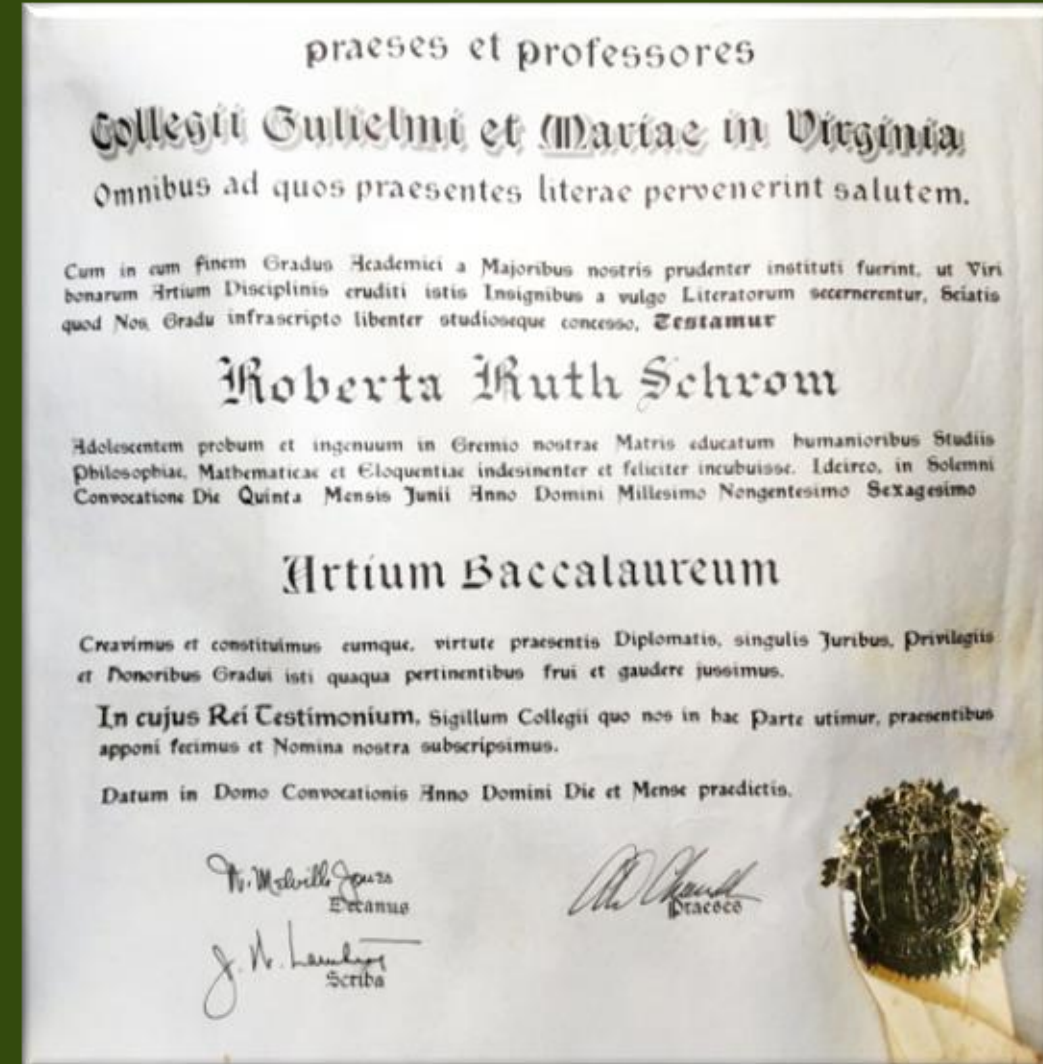 praeses et professores
Collegii Gulielmi et Mariae in Virginia
Omnibus ad quos praesentes literae pervenerint salutem.
Cum in eum finem Gradus Academici a Majoribus nostris prudenter instituti fuerint, ut Viri
bonarum Artium Disciplinis eruditi istis Insignibus a vulgo Literatorum secernerentur, Sciatis
quod Nos, Gradu infrascripto libenter studioseque concesso, Testamur
Roberta Ruth Schrom
Adolescentem probum et ingenuum in Gremio nostrae Matris educatum humanioribus Studiis
Philosophiae, Mathematicae et Eloquentiae indesinenter et feliciter incubuisse. Idcirco, in Solemni
Convocatione Die Quinta Mensis Junii Anno Domini Millesimo Nongentesimo Sexagesimo
Artium Baccalaureum
Creavimus et constituimus eumque, virtute praesentis Diplomatis, singulis Juribus, Privilegiis
et Honoribus Gradui isti quaqua pertinentibus frui et gaudere jussimus.
In cujus Rei Testimonium, Sigillum Collegii quo nos in hac Parte utimur, praesentibus
apponi fecimus et Nomina nostra subscripsimus.
Datum in Domo Convocationis Anno Domini Die et Mense praedictis.
W. Melville Jones
Decanus
Praeses
J. W. Lambert
Scriba